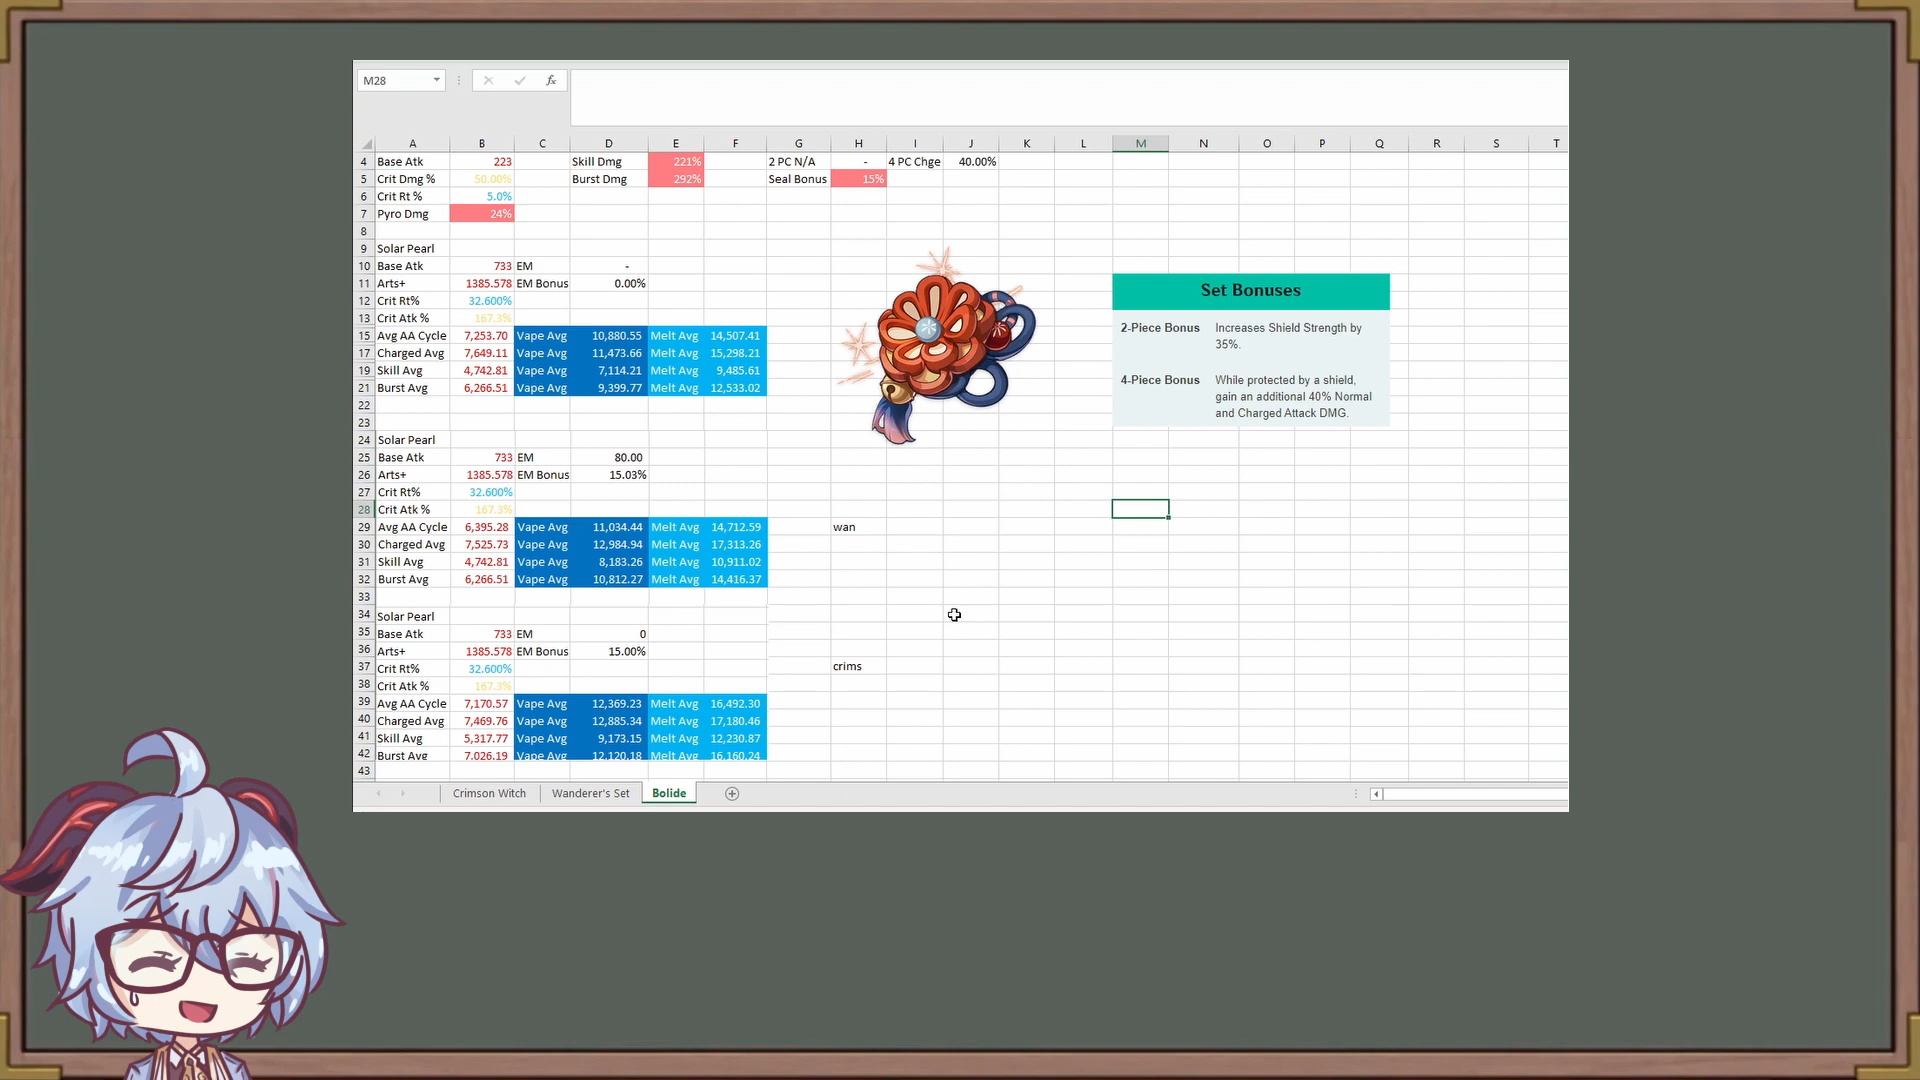 M28
fx
A B C D E F G H I J K L M N O P Q R S T
4 Base Atk 223 Skill Dmg 221% 2 PC N/A - 4 PC Chge 40.00%
5 Crit Dmg % 50.00% Burst Dmg 292% Seal Bonus 15%
6 Crit Rt % 5.0%
7 Pyro Dmg 24%
8
9 Solar Pearl
10 Base Atk 733 EM -
11 Arts+ 1385.578 EM Bonus 0.00%
12 Crit Rt% 32.600%
13 Crit Atk % 167.3%
15 Avg AA Cycle 7,253.70 Vape Avg 10,880.55 Melt Avg 14,507.41
17 Charged Avg 7,649.11 Vape Avg 11,473.66 Melt Avg 15,298.21
19 Skill Avg 4,742.81 Vape Avg 7,114.21 Melt Avg 9,485.61
21 Burst Avg 6,266.51 Vape Avg 9,399.77 Melt Avg 12,533.02
Set Bonuses
2-Piece Bonus Increases Shield Strength by
35%.
4-Piece Bonus While protected by a shield,
gain an additional 40% Normal
and Charged Attack DMG.
22
23
24 Solar Pearl
25 Base Atk 733 EM 80.00
26 Arts+ 1385.578 EM Bonus 15.03%
27 Crit Rt% 32.600%
28 Crit Atk % 167.3%
29 Avg AA Cycle 6,395.28 Vape Avg 11,034.44 Melt Avg 14,712.59 wan
30 Charged Avg 7,525.73 Vape Avg 12,984.94 Melt Avg 17,313.26
31 Skill Avg 4,742.81 Vape Avg 8,183.26 Melt Avg 10,911.02
32 Burst Avg 6,266.51 Vape Avg 10,812.27 Melt Avg 14,416.37
33
34 Solar Pearl
35 Base Atk 733 EM 0
36 Arts+ 1385.578 EM Bonus 15.00%
37 Crit Rt% 32.600% crims
38 Crit Atk % 167.3%
39 Avg AA Cycle 7,170.57 Vape Avg 12,369.23 Melt Avg 16,492.30
40 Charged Avg 7,469.76 Vape Avg 12,885.34 Melt Avg 17,180.46
41 Skill Avg 5,317.77 Vape Avg 9,173.15 Melt Avg 12,230.87
42 Burst Avg 7,026.19 Vape Avg 12,120.18 Melt Avg 16,160.24
43
Crimson Witch Wanderer's Set Bolide